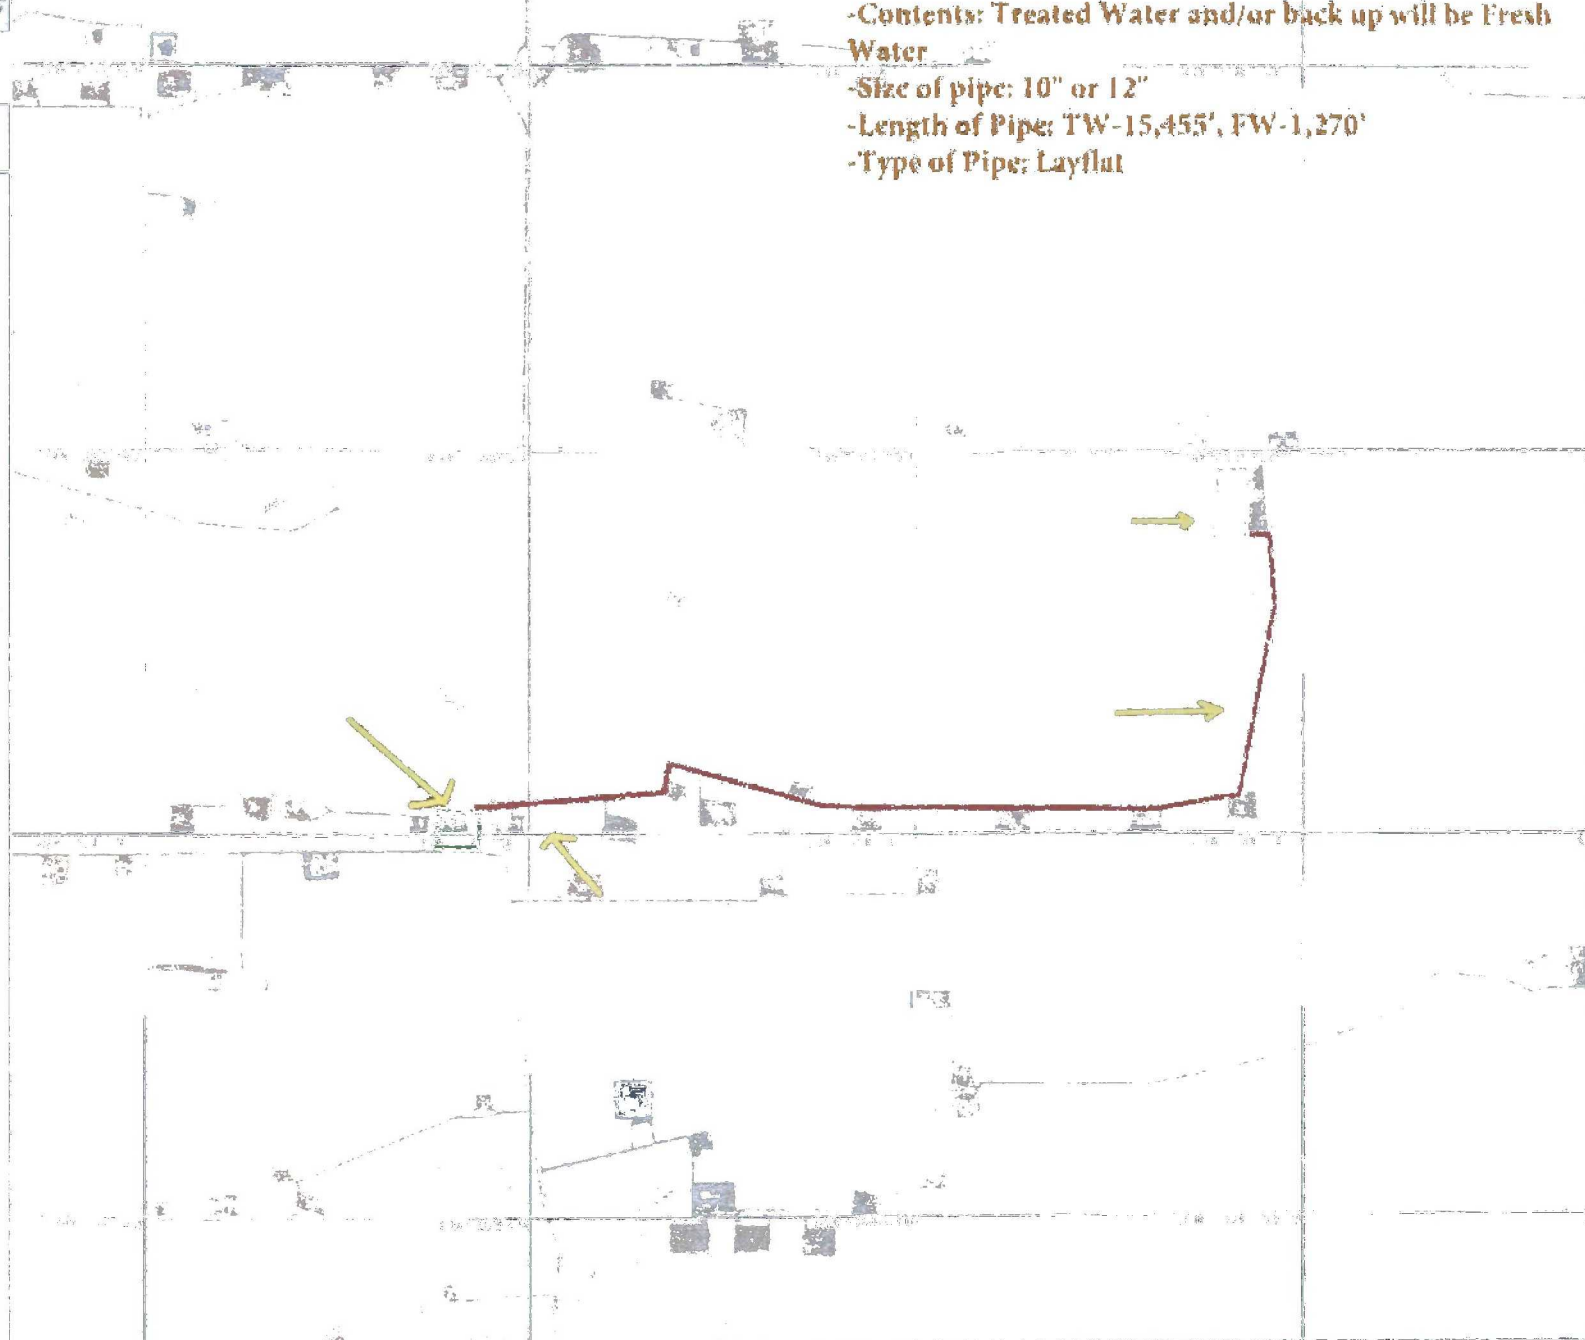 -Contents: Treated Water and/or back up will be Fresh
Water
-Size of pipe: 10" or 12"
-Length of Pipe: TW-15,455', FW-1,270'
-Type of Pipe: Layflat